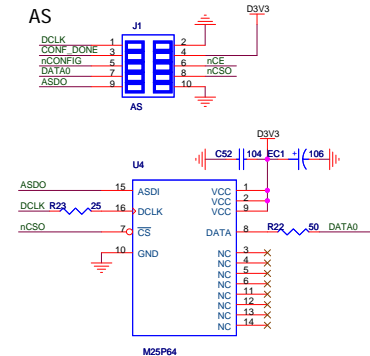 AS
J1
D3V3
DCLK 1 2
CONF_DONE 3 4
nCONFIG 5 6 nCE
DATA0 7 8 nCSO
ASDO 9 10
AS
D3V3
C52 104 EC1 + 106
U4
ASDO 15 ASDI VCC 1
VCC 2
DCLK R23 25 16 DCLK VCC 9
nCSO 7 CS DATA 8 R22 50 DATA0
10 GND NC 3
NC 4
NC 5
NC 6
NC 11
NC 12
NC 13
NC 14
M25P64